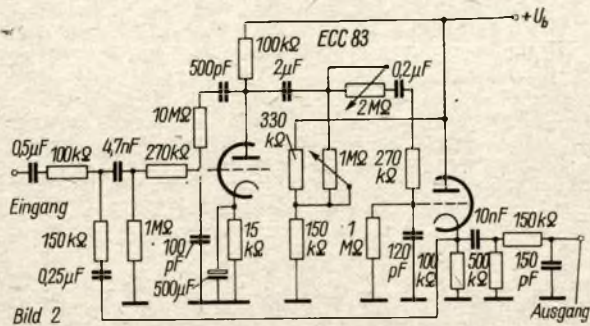 ECC 83
+ U_b
100kΩ
500pF
2µF
0,2µF
2MΩ
10MΩ
330
kΩ
0,5µF
100kΩ
4,7nF
270kΩ
1MΩ
270
kΩ
Eingang
10nF
150kΩ
150kΩ
1MΩ
100
pF
15
kΩ
150
kΩ
1
MΩ
120
pF
100
kΩ
500
kΩ
150
pF
0,25µF
500µF
Bild 2
Ausgang